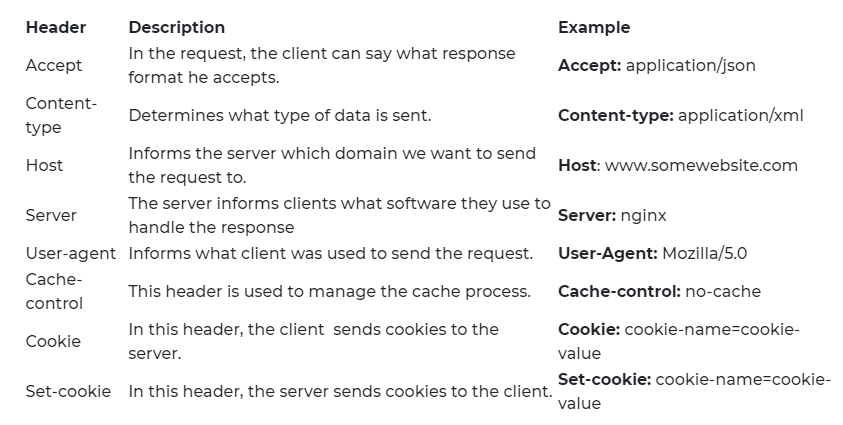 Header Description Example
Accept In the request, the client can say what response format he accepts. Accept: application/json
Content-type Determines what type of data is sent. Content-type: application/xml
Host Informs the server which domain we want to send the request to. Host: www.somewebsite.com
Server The server informs clients what software they use to handle the response Server: nginx
User-agent Informs what client was used to send the request. User-Agent: Mozilla/5.0
Cache-control This header is used to manage the cache process. Cache-control: no-cache
Cookie In this header, the client sends cookies to the server. Cookie: cookie-name=cookie-value
Set-cookie In this header, the server sends cookies to the client. Set-cookie: cookie-name=cookie-value